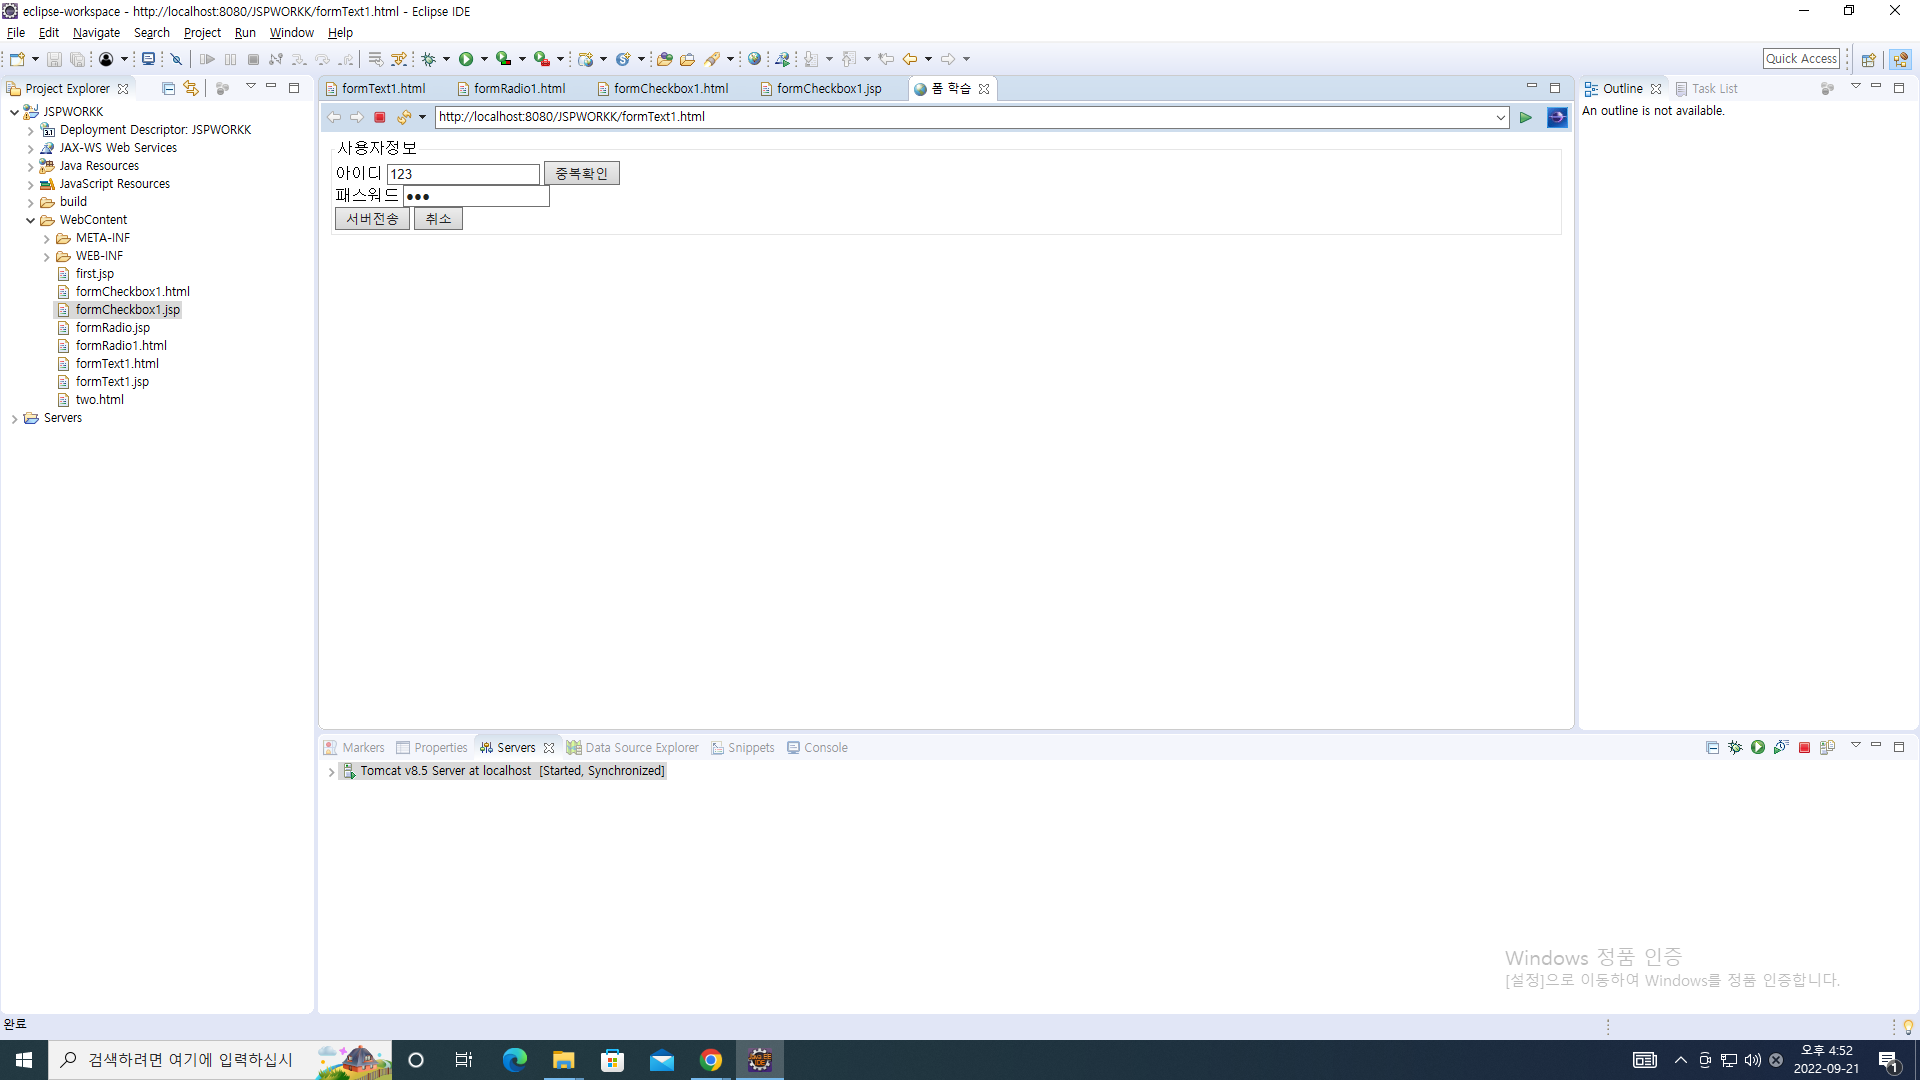 eclipse-workspace - http://localhost:8080/JSPWORKK/formText1.html - Eclipse IDE
File Edit Navigate Search Project Run Window Help
Quick Access
Project Explorer
JSPWORKK
Deployment Descriptor: JSPWORKK
JAX-WS Web Services
Java Resources
JavaScript Resources
build
WebContent
META-INF
WEB-INF
first.jsp
formCheckbox1.html
formCheckbox1.jsp
formRadio.jsp
formRadio1.html
formText1.html
formText1.jsp
two.html
Servers
formText1.html formRadio1.html formCheckbox1.html formCheckbox1.jsp 폼 학습
http://localhost:8080/JSPWORKK/formText1.html
사용자정보
아이디 123 중복확인
패스워드 ●●●
서버전송 취소
Outline Task List
An outline is not available.
Markers Properties Servers Data Source Explorer Snippets Console
Tomcat v8.5 Server at localhost [Started, Synchronized]
Windows 정품 인증
[설정]으로 이동하여 Windows를 정품 인증합니다.
완료
검색하려면 여기에 입력하십시
오후 4:52
2022-09-21
1